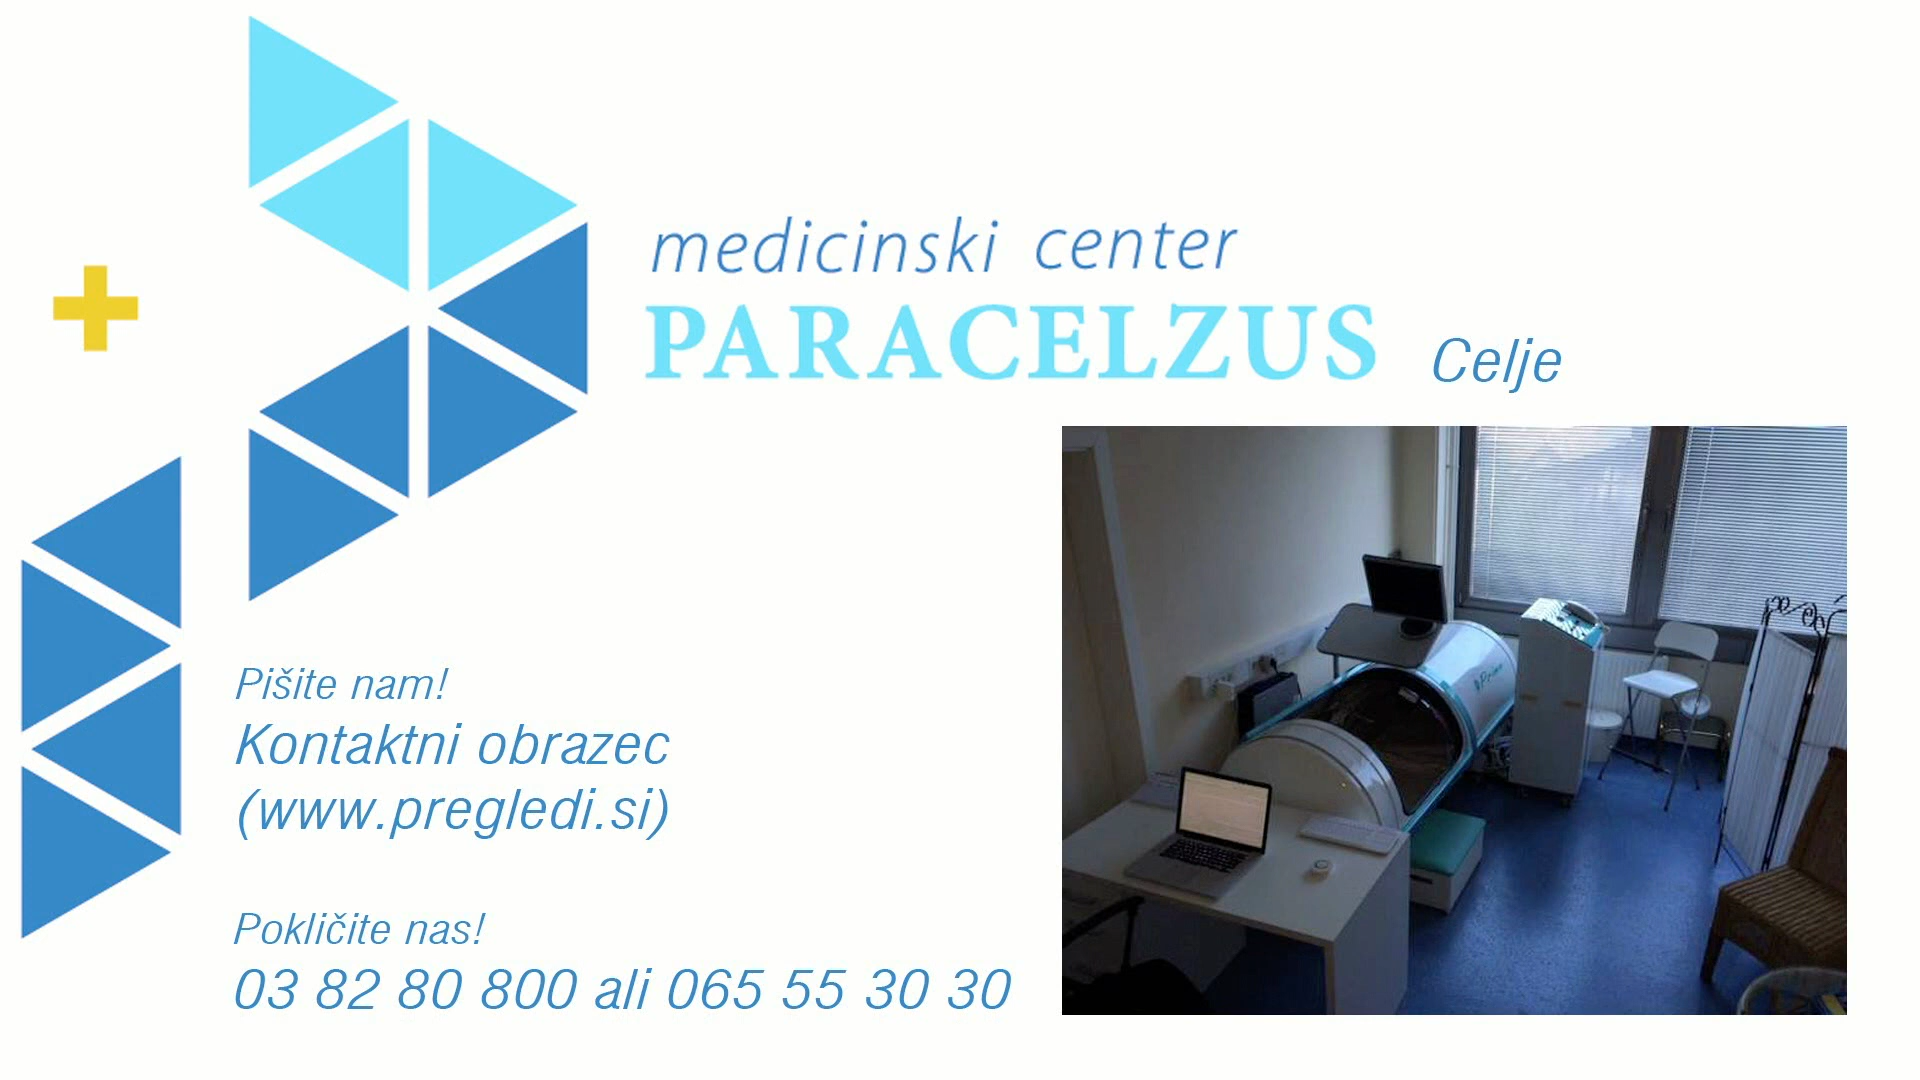 medicinski center
PARACELZUS
Celje
Pišite nam!
Kontaktni obrazec
(www.pregledi.si)
Pokličite nas!
03 82 80 800 ali 065 55 30 30